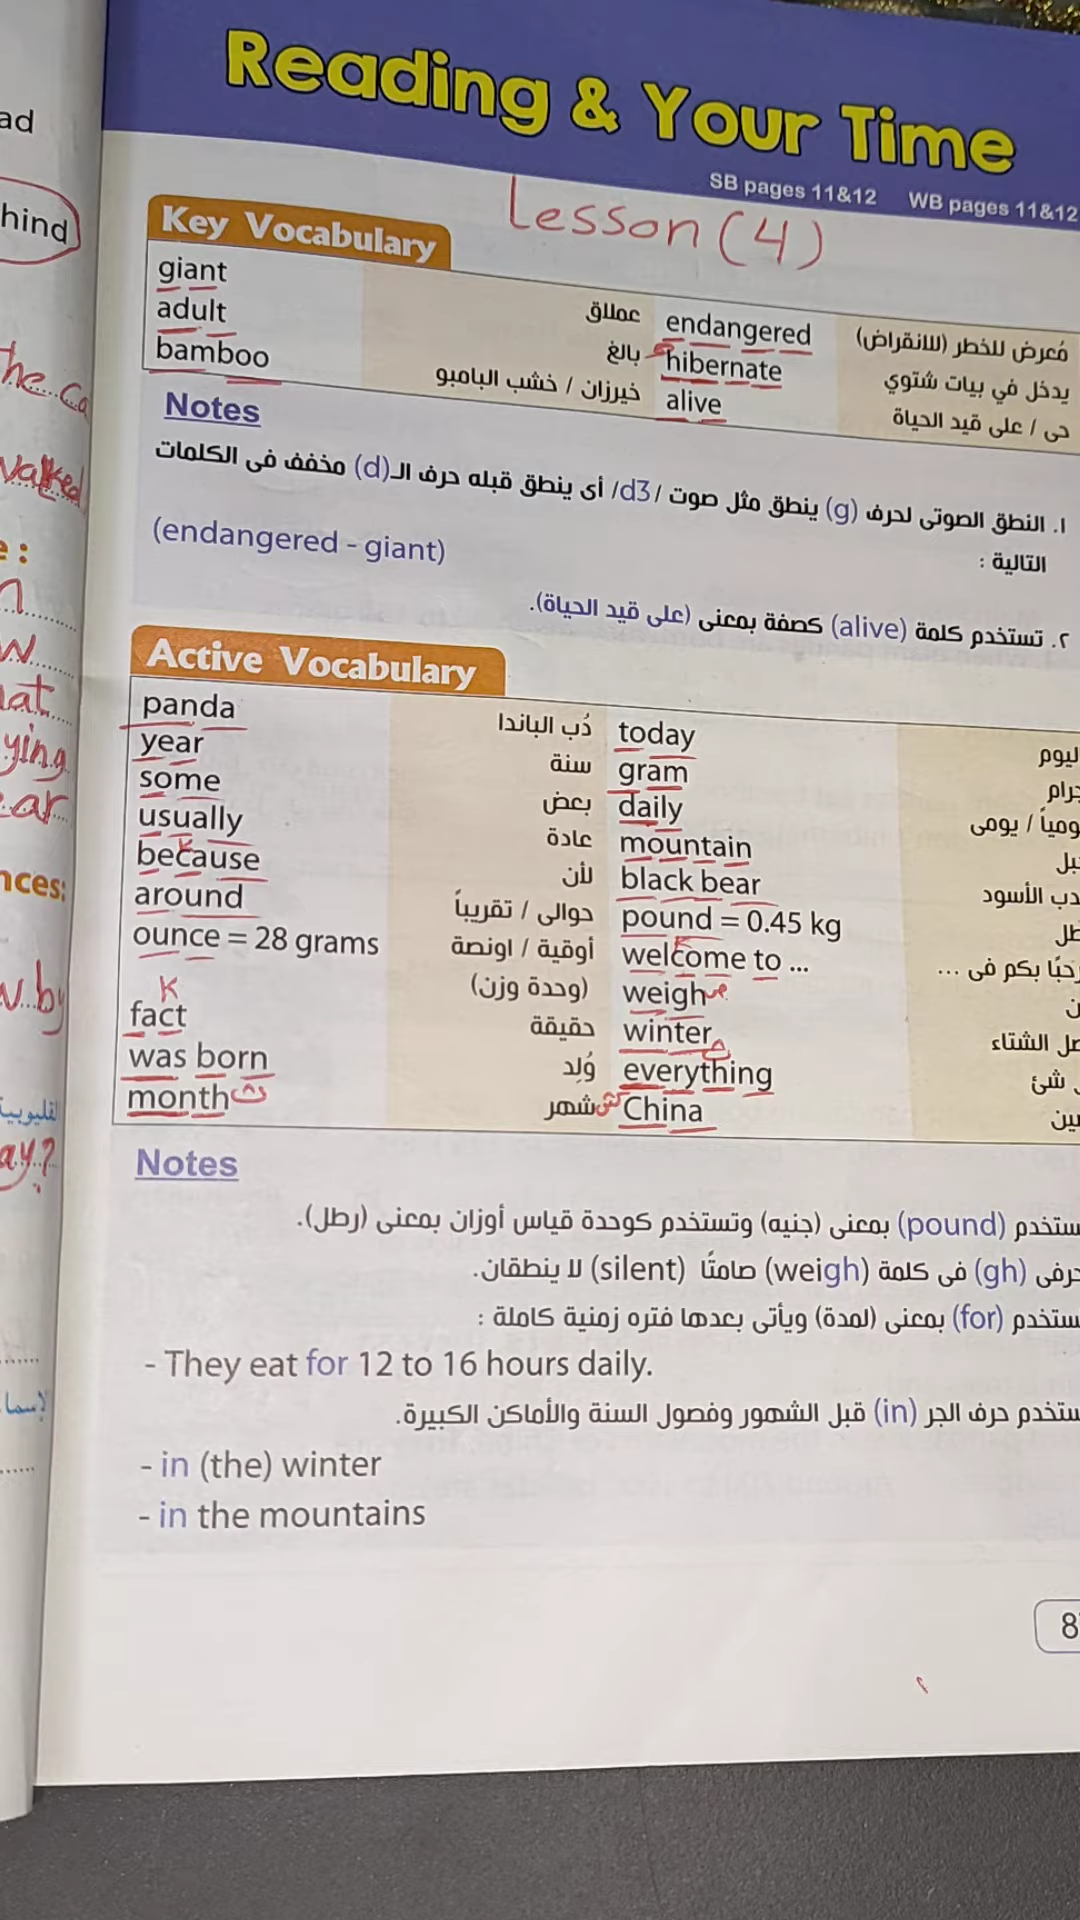 Reading & Your Time
SB pages 11&12 WB pages 11&12
Lesson (4)
Key Vocabulary
giant عملاق endangered مُعرض للخطر (للانقراض)
adult بالغ hibernate يدخل في بيات شتوي
bamboo خيرزان / خشب البامبو alive حى / على قيد الحياة
Notes
١. النطق الصوتى لحرف (g) ينطق مثل صوت /dʒ/ أى ينطق قبله حرف الـ(d) مخفف فى الكلمات
التالية :
(endangered - giant)
٢. تستخدم كلمة (alive) كصفة بمعنى (على قيد الحياة).
Active Vocabulary
panda دُب الباندا today
year سنة gram
some بعض daily
usually عادة mountain
because لأن black bear
around حوالى / تقريباً pound = 0.45 kg
ounce = 28 grams أوقية / اونصة welcome to ...
(وحدة وزن) weigh
K
fact حقيقة winter
was born وُلِد everything
month شهر China
Notes
(pound) بمعنى (جنيه) وتستخدم كوحدة قياس أوزان بمعنى (رطل).
(gh) فى كلمة (weigh) صامتًا (silent) لا ينطقان.
(for) بمعنى (لمدة) ويأتى بعدها فتره زمنية كاملة :
- They eat for 12 to 16 hours daily.
حرف الجر (in) قبل الشهور وفصول السنة والأماكن الكبيرة.
- in (the) winter
- in the mountains
8
ad
hind